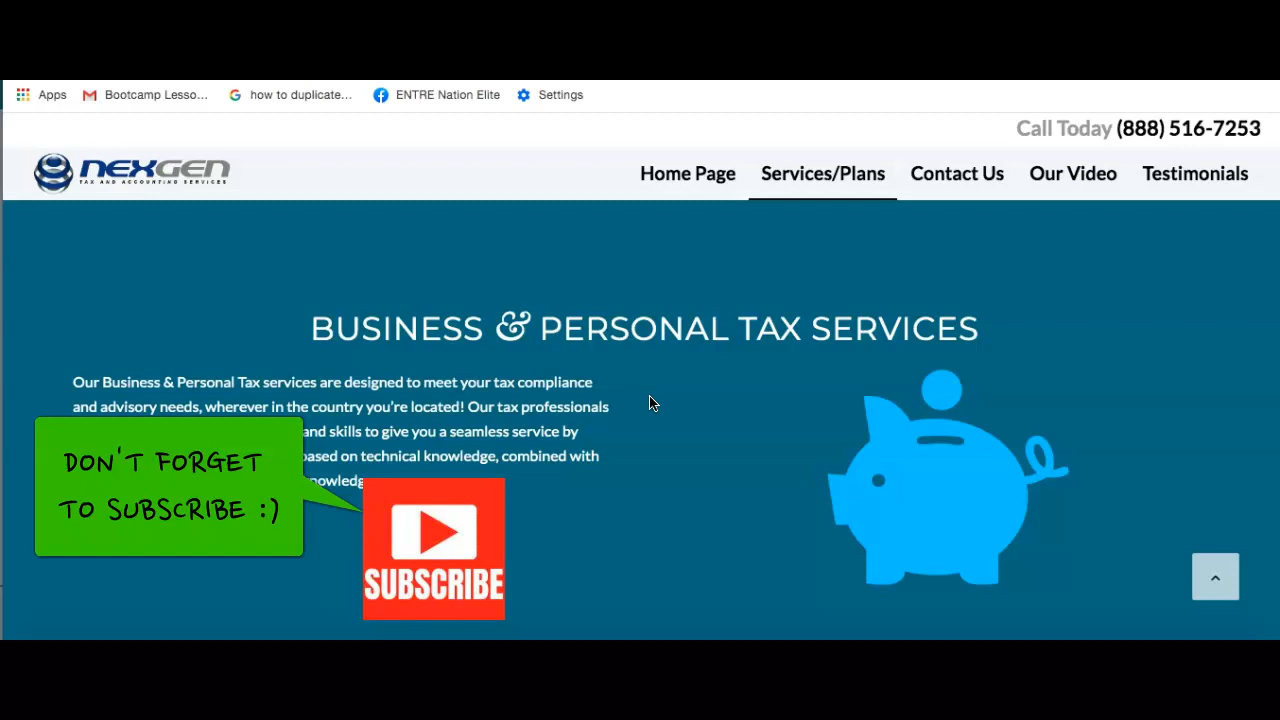 Apps Bootcamp Lesso... how to duplicate... ENTRE Nation Elite Settings
Call Today (888) 516-7253
NEXGEN
TAX AND ACCOUNTING SERVICES
Home Page Services/Plans Contact Us Our Video Testimonials
BUSINESS & PERSONAL TAX SERVICES
Our Business & Personal Tax services are designed to meet your tax compliance
and advisory needs, wherever in the country you're located! Our tax professionals
and skills to give you a seamless service by
based on technical knowledge, combined with
DON'T FORGET
TO SUBSCRIBE :)
SUBSCRIBE